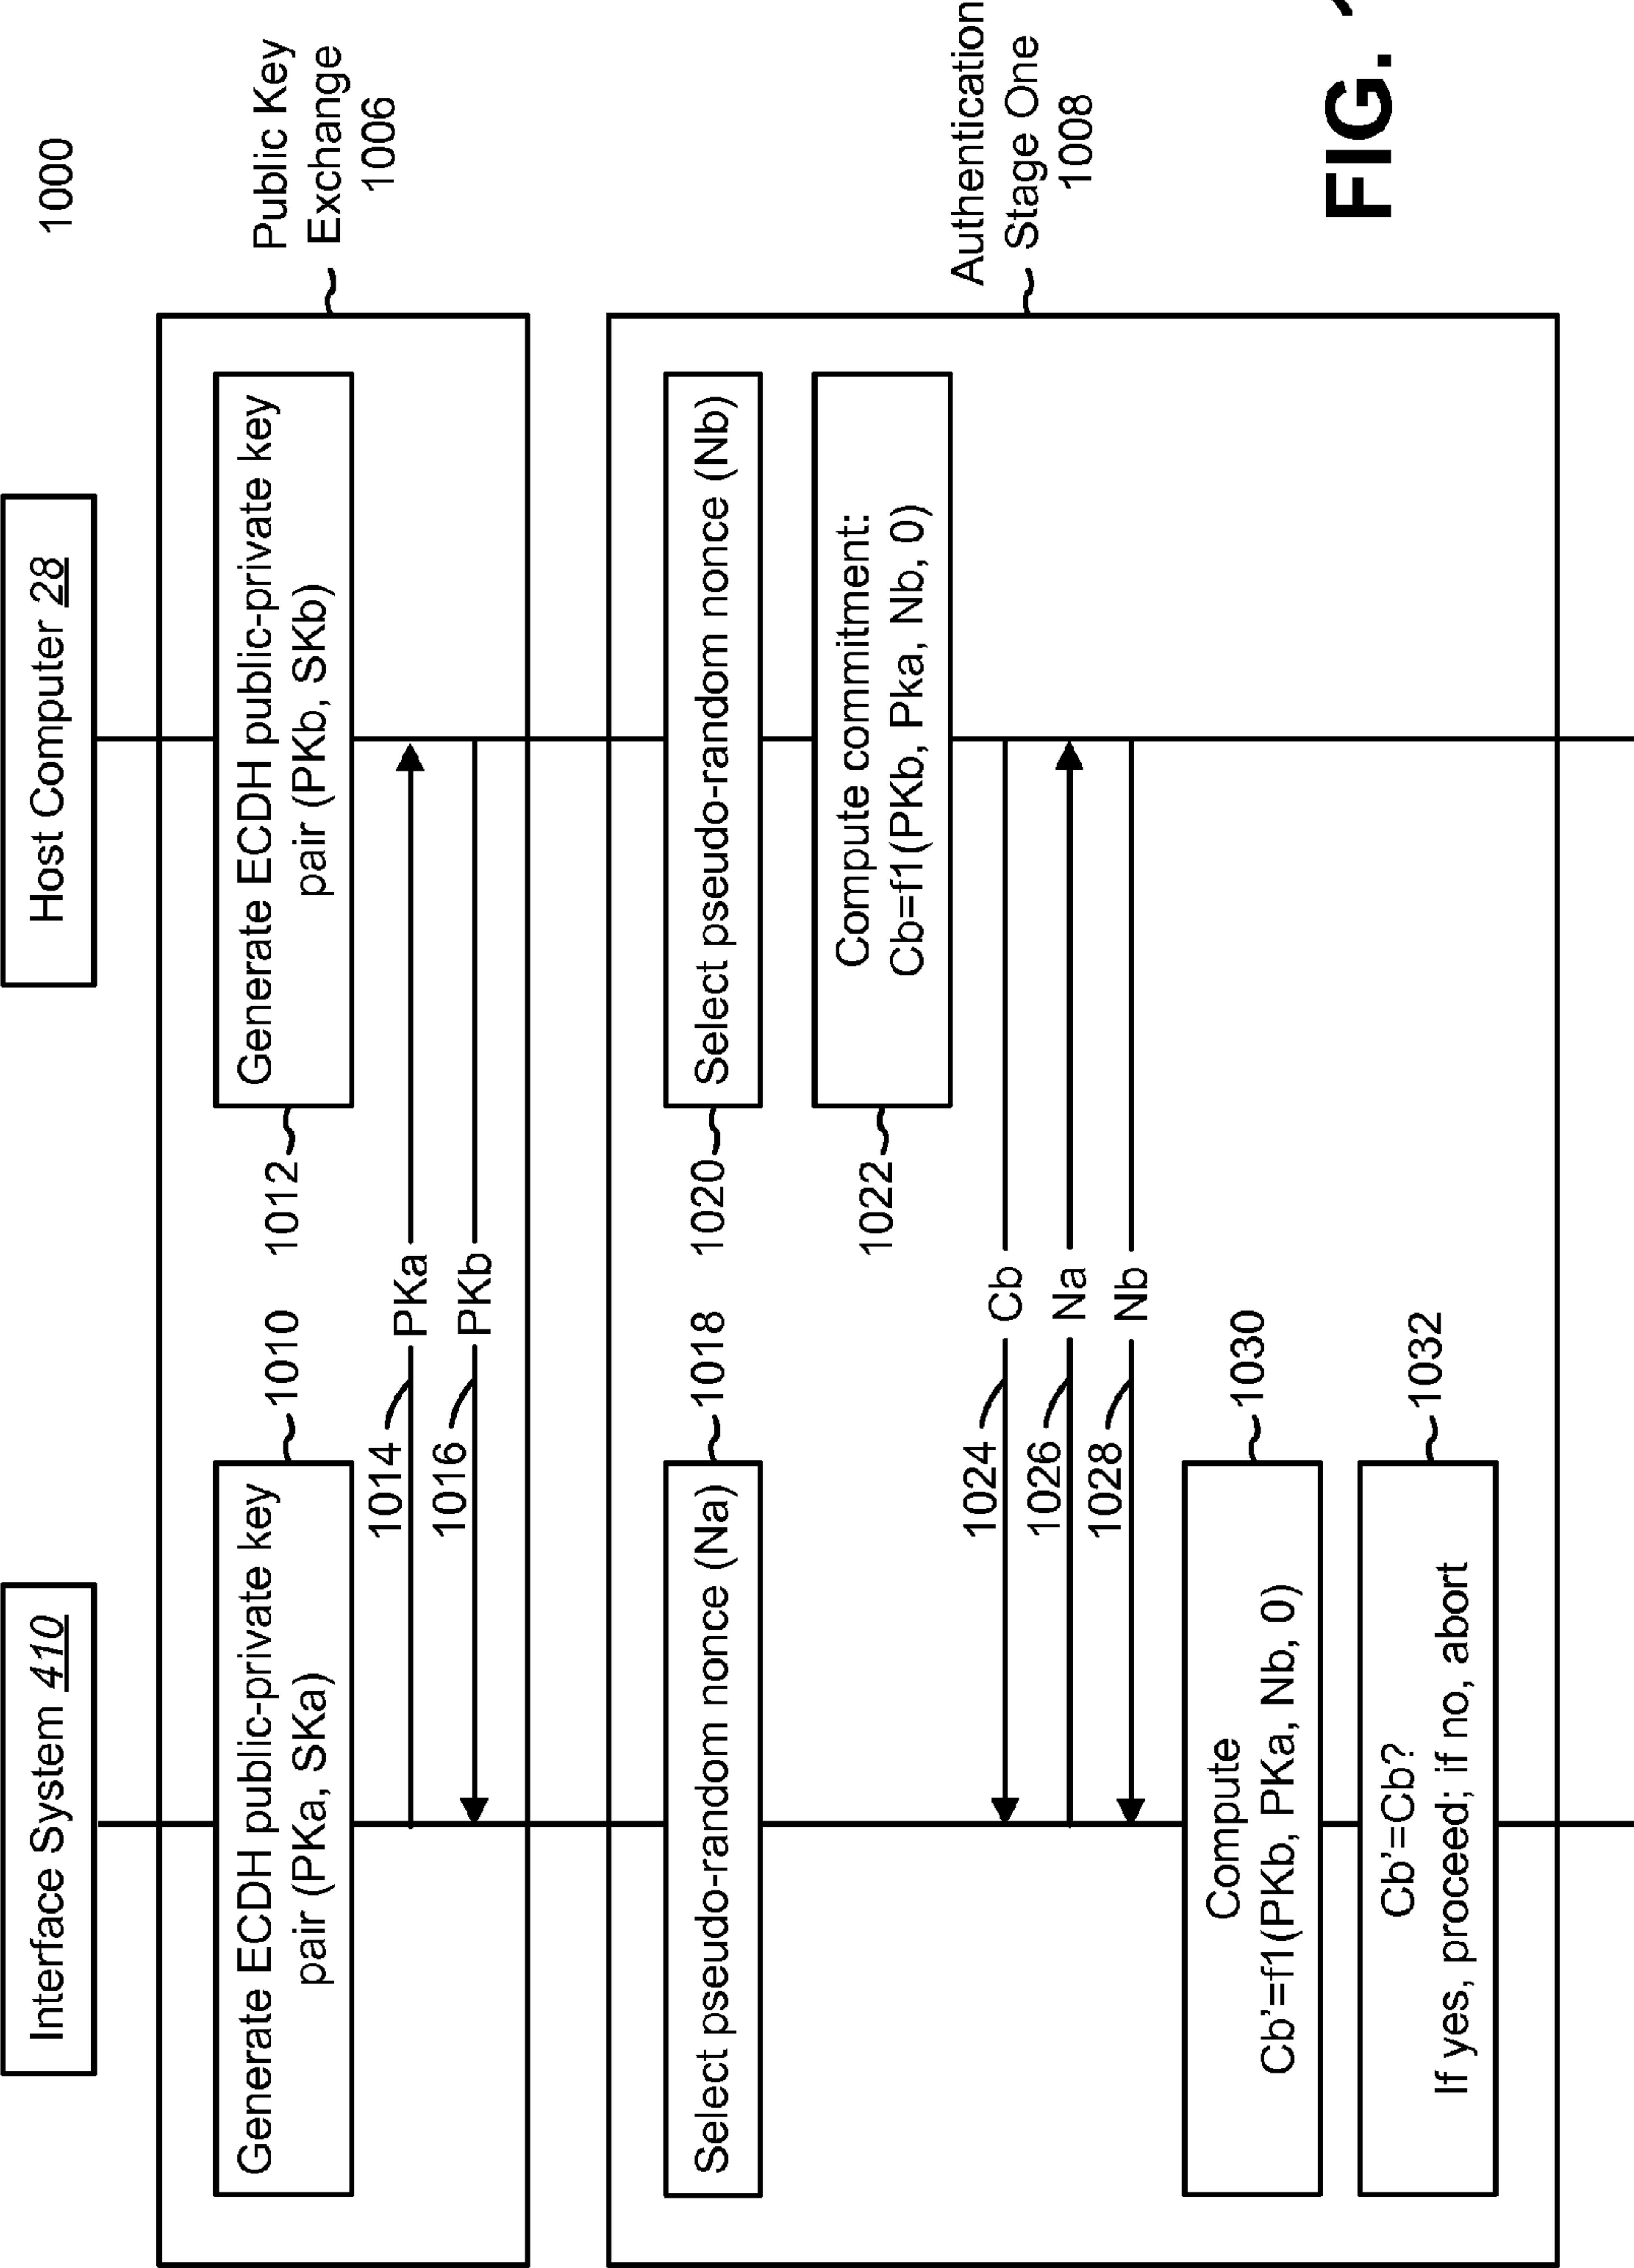 1000
Interface System 410
Host Computer 28
Public Key
Exchange
1006
Generate ECDH public-private key
pair (PKa, SKa)
1010
1012
Generate ECDH public-private key
pair (PKb, SKb)
1014
PKa
1016
PKb
Authentication
Stage One
1008
Select pseudo-random nonce (Na)
1018
1020
Select pseudo-random nonce (Nb)
1022
Compute commitment:
Cb=f1(PKb, Pka, Nb, 0)
1024
Cb
1026
Na
1028
Nb
Compute
Cb’=f1(PKb, PKa, Nb, 0)
1030
Cb’=Cb?
If yes, proceed; if no, abort
1032
FIG.